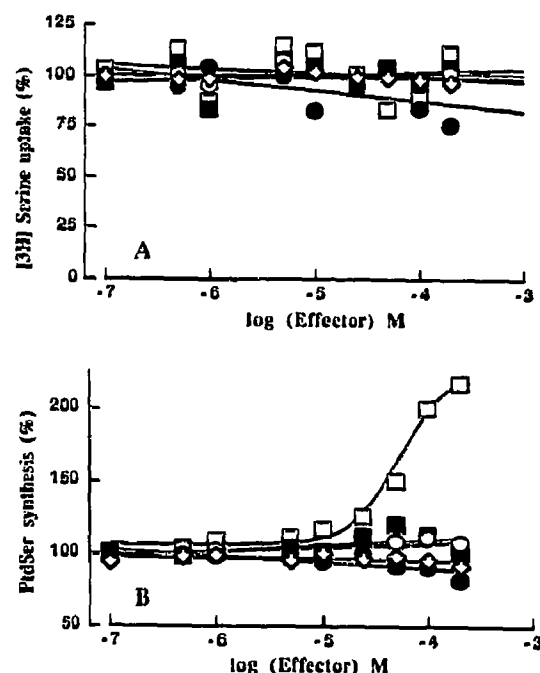 125
100
75
50
25
0
[3H] Serine uptake (%)
A
-7 -6 -5 -4 -3
log (Effector) M
200
150
100
50
PtdSer synthesis (%)
B
-7 -6 -5 -4 -3
log (Effector) M